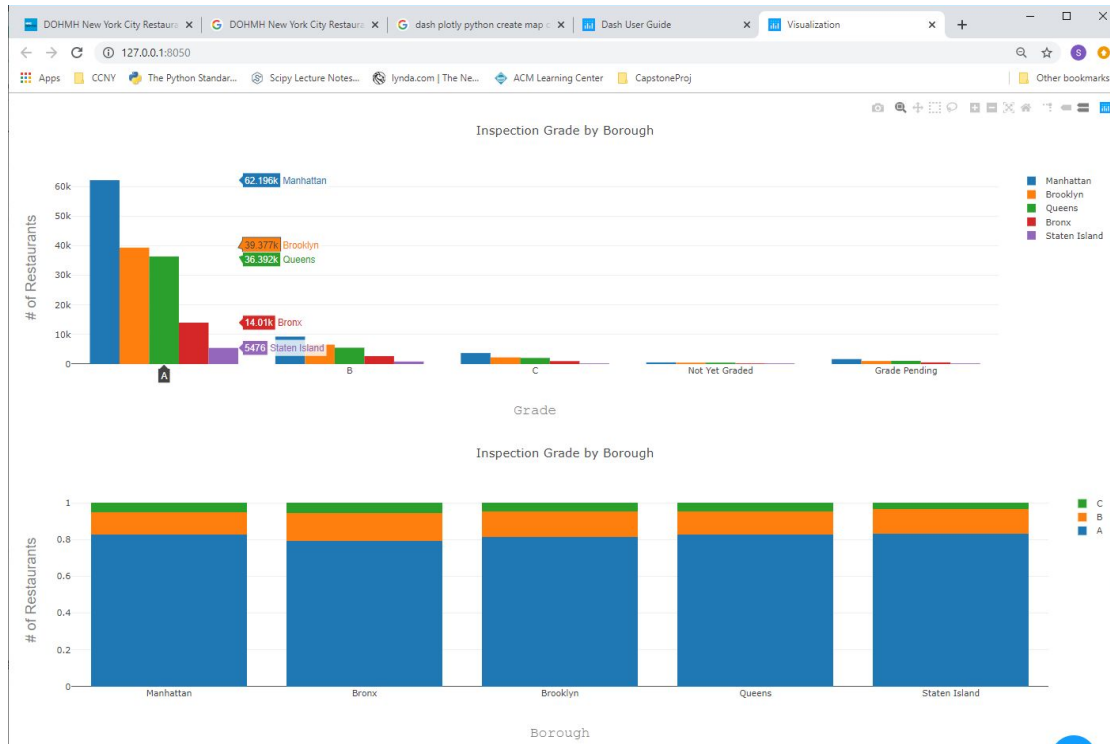 DOHMH New York City Restaura
DOHMH New York City Restaura
dash plotly python create map
Dash User Guide
Visualization
127.0.0.1:8050
S
Apps
CCNY
The Python Standar...
Scipy Lecture Notes...
lynda.com | The Ne...
ACM Learning Center
CapstoneProj
Other bookmarks
Inspection Grade by Borough
# of Restaurants
60k
50k
40k
30k
20k
10k
0
62.196k Manhattan
39.377k Brooklyn
36.392k Queens
14.01k Bronx
5476 Staten Island
Manhattan
Brooklyn
Queens
Bronx
Staten Island
A
B
C
Not Yet Graded
Grade Pending
Grade
Inspection Grade by Borough
# of Restaurants
1
0.8
0.6
0.4
0.2
0
C
B
A
Manhattan
Bronx
Brooklyn
Queens
Staten Island
Borough